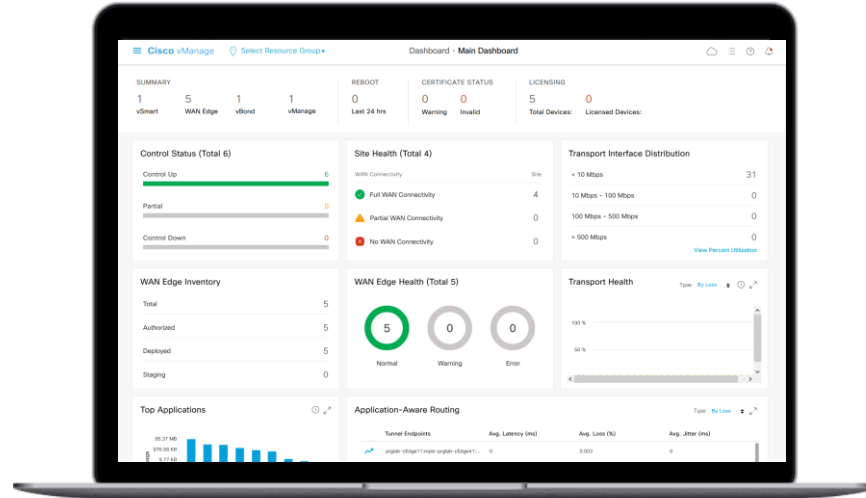 Cisco vManage
Select Resource Group
Dashboard · Main Dashboard
SUMMARY
1
vSmart
5
WAN Edge
1
vBond
1
vManage
REBOOT
0
Last 24 hrs
CERTIFICATE STATUS
0
Warning
0
Invalid
LICENSING
5
Total Devices:
0
Licensed Devices:
Control Status (Total 6)
Control Up 6
Partial 0
Control Down 0
Site Health (Total 4)
WAN Connectivity Site
Full WAN Connectivity 4
Partial WAN Connectivity 0
No WAN Connectivity 0
Transport Interface Distribution
< 10 Mbps 31
10 Mbps - 100 Mbps 0
100 Mbps - 500 Mbps 0
> 500 Mbps 0
View Percent Utilization
WAN Edge Inventory
Total 5
Authorized 5
Deployed 5
Staging 0
WAN Edge Health (Total 5)
5
Normal
0
Warning
0
Error
Transport Health
Type: By Loss
100 %
50 %
Top Applications
976.56 KB
9.77 KB
Application-Aware Routing
Type: By Loss
Tunnel Endpoints Avg. Latency (ms) Avg. Loss (%) Avg. Jitter (ms)
0 0.002 0